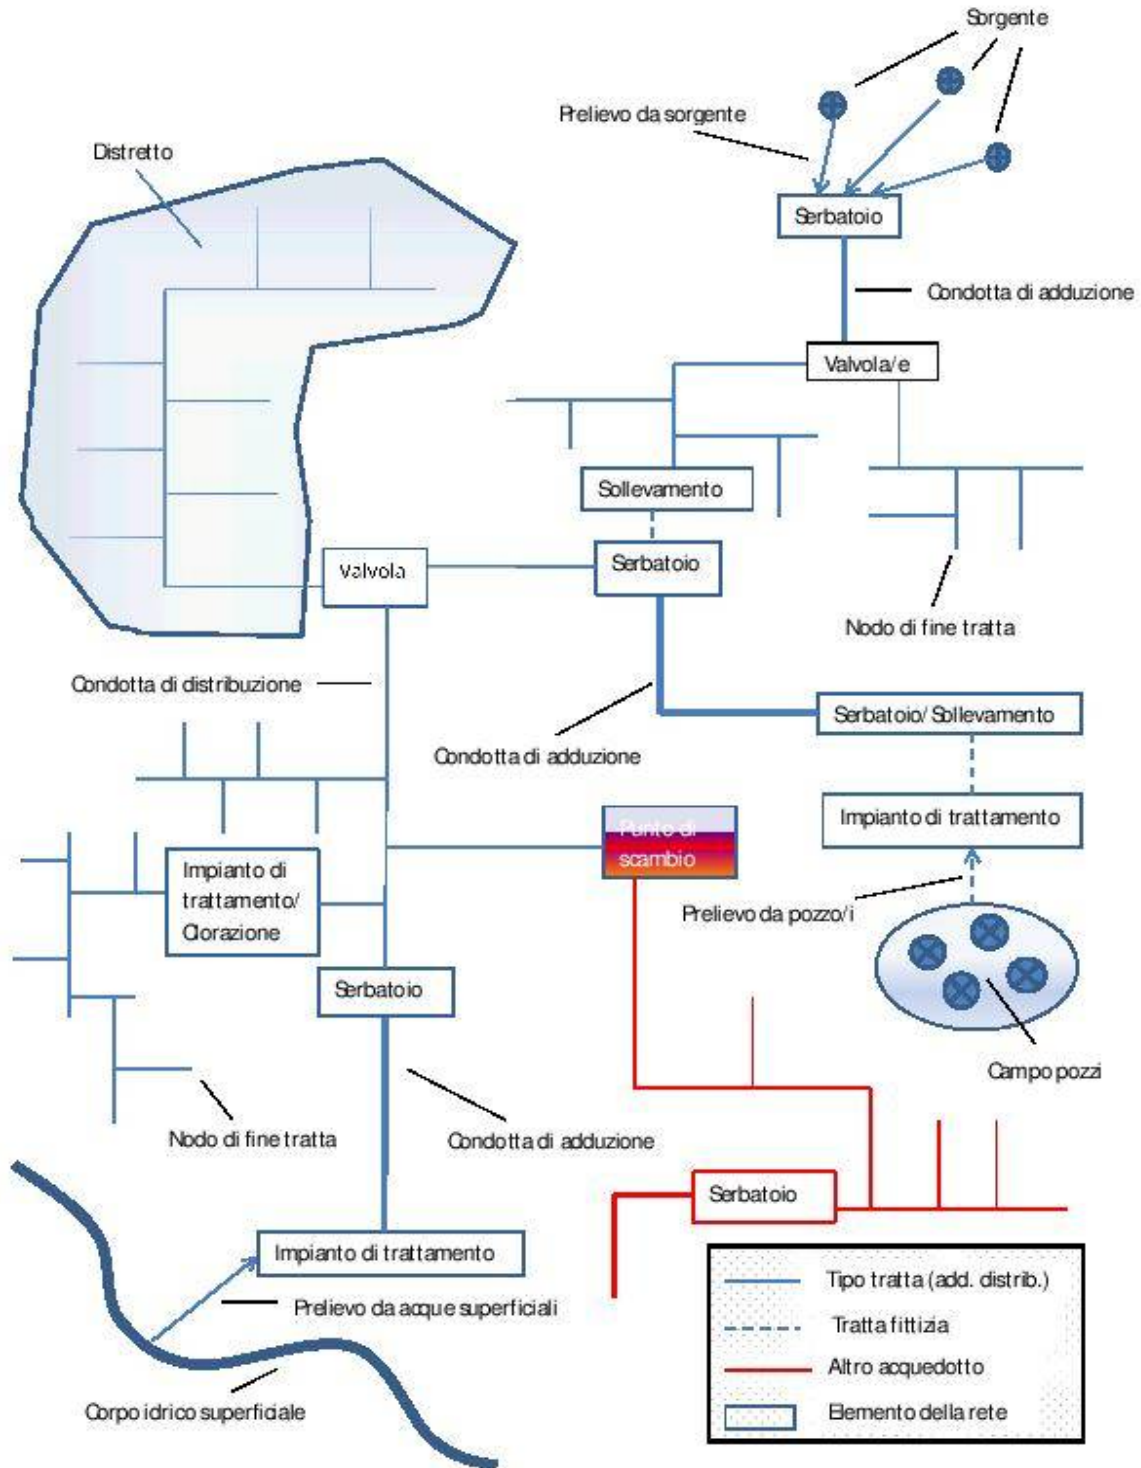 Sorgente
Prelievo da sorgente
Distretto
Serbatoio
Condotta di adduzione
Valvola/e
Sollevamento
Serbatoio
Valvola
Nodo di fine tratta
Condotta di distribuzione
Serbatoio/Sollevamento
Condotta di adduzione
Impianto di trattamento
Punto di
scambio
Impianto di
trattamento/
Clorazione
Prelievo da pozzo/i
Serbatoio
Campo pozzi
Nodo di fine tratta
Condotta di adduzione
Serbatoio
Impianto di trattamento
Prelievo da acque superficiali
Corpo idrico superficiale
Tipo tratta (add. distrib.)
Tratta fittizia
Altro acquedotto
Elemento della rete